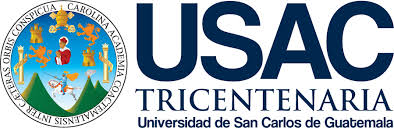 CAROLINA ACADEMIA COACTEMALENSIS INTER CAETERAS ORBIS CONSPICUA
USAC
TRICENTENARIA
Universidad de San Carlos de Guatemala